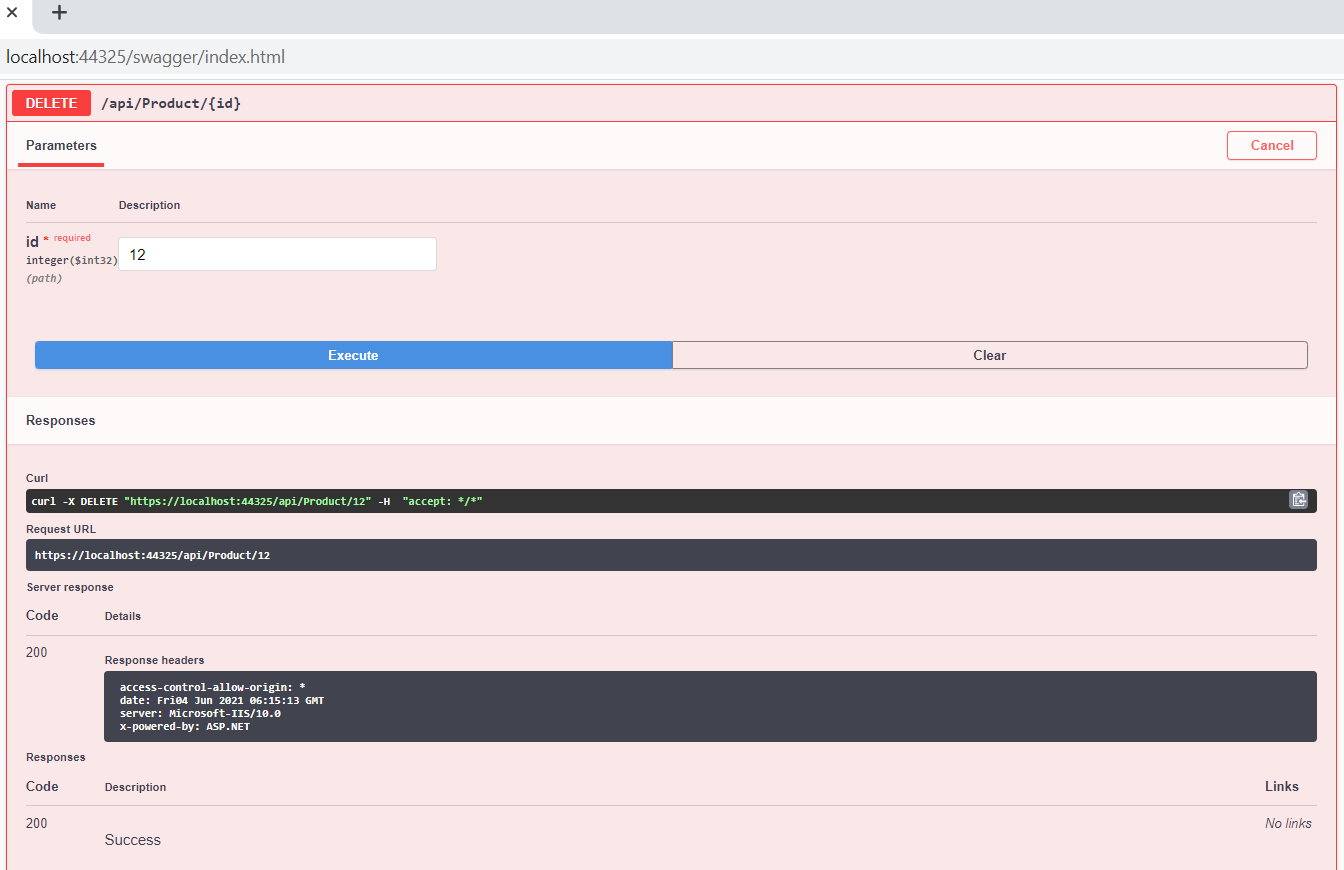 localhost:44325/swagger/index.html
DELETE /api/Product/{id}
Parameters Cancel
Name Description
id * required
integer($int32) 12
(path)
Execute Clear
Responses
Curl
curl -X DELETE "https://localhost:44325/api/Product/12" -H  "accept: */*"
Request URL
https://localhost:44325/api/Product/12
Server response
Code Details
200
Response headers
access-control-allow-origin: *
date: Fri04 Jun 2021 06:15:13 GMT
server: Microsoft-IIS/10.0
x-powered-by: ASP.NET
Responses
Code Description Links
200 No links
Success